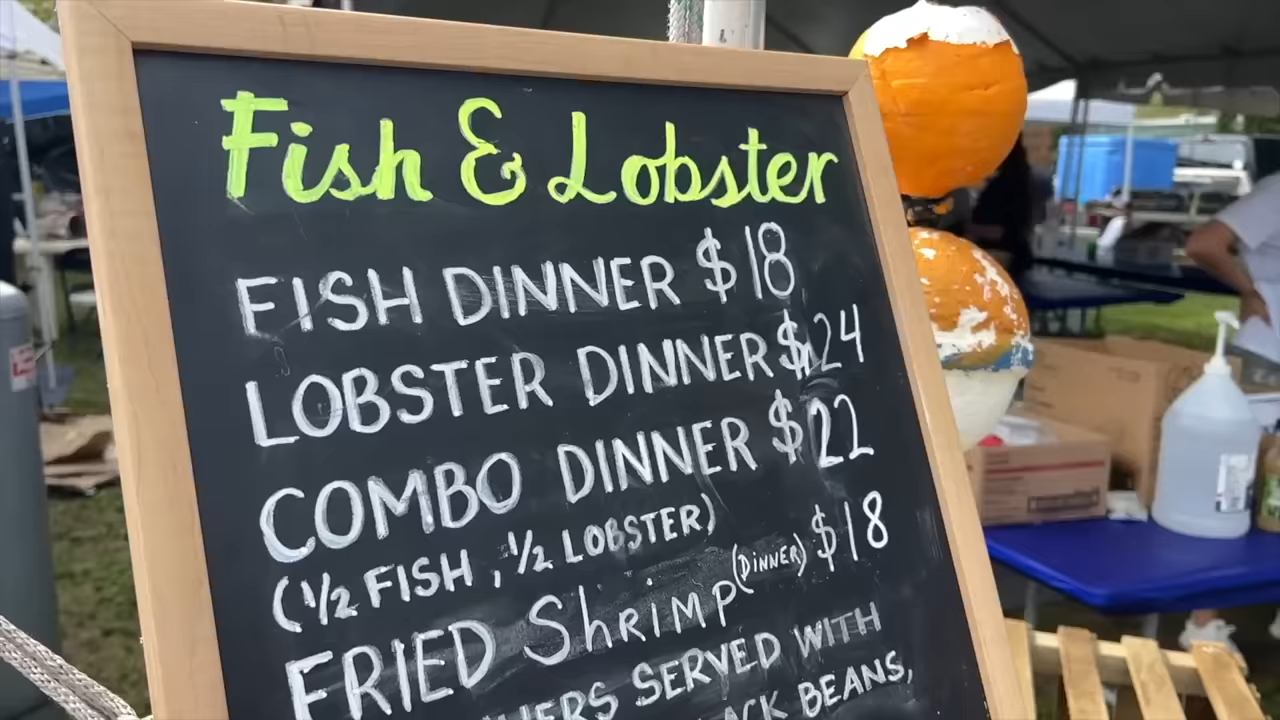 Fish & Lobster
FISH DINNER $18
LOBSTER DINNER $24
COMBO DINNER $22
(1/2 FISH, 1/2 LOBSTER)
FRIED Shrimp (DINNER) $18
SERVED WITH
BEANS,